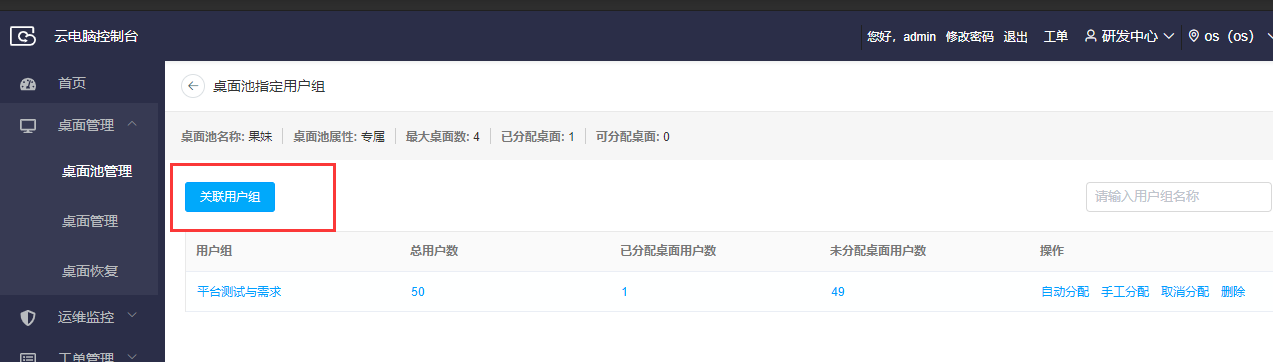 云电脑控制台
您好，admin 修改密码 退出 工单 研发中心 os（os）
首页
桌面管理
桌面池管理
桌面管理
桌面恢复
运维监控
工单管理
桌面池指定用户组
桌面池名称: 果妹 桌面池属性: 专属 最大桌面数: 4 已分配桌面: 1 可分配桌面: 0
关联用户组
请输入用户组名称
用户组 总用户数 已分配桌面用户数 未分配桌面用户数 操作
平台测试与需求 50 1 49 自动分配 手工分配 取消分配 删除